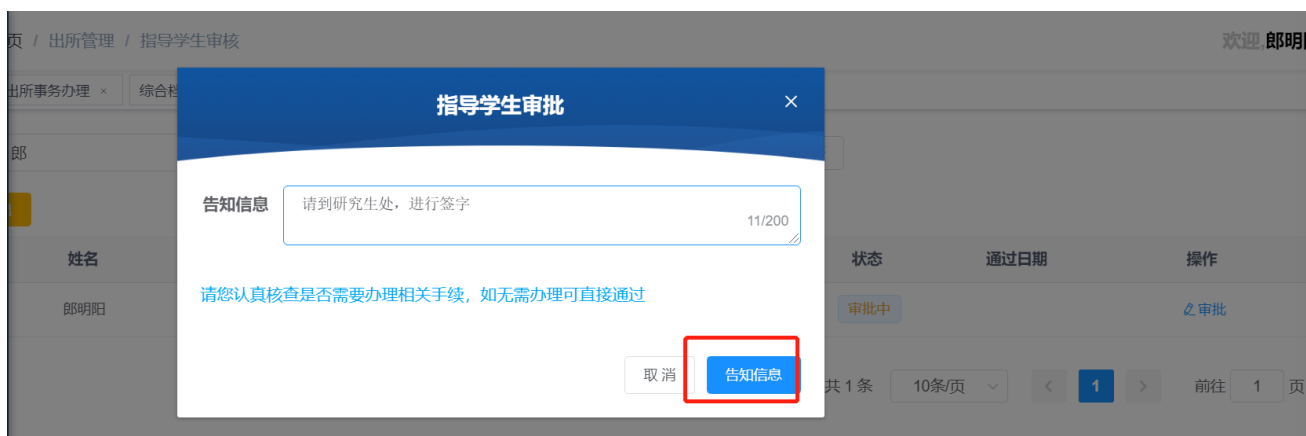 页 / 出所管理 / 指导学生审核
欢迎,郎明
出所事务办理 ×
综合档
指导学生审批
×
郎
告知信息
请到研究生处，进行签字
11/200
姓名
状态
通过日期
操作
请您认真核查是否需要办理相关手续，如无需办理可直接通过
郎明阳
审批中
审批
取 消
告知信息
共 1 条
10条/页
<
1
>
前往
1
页